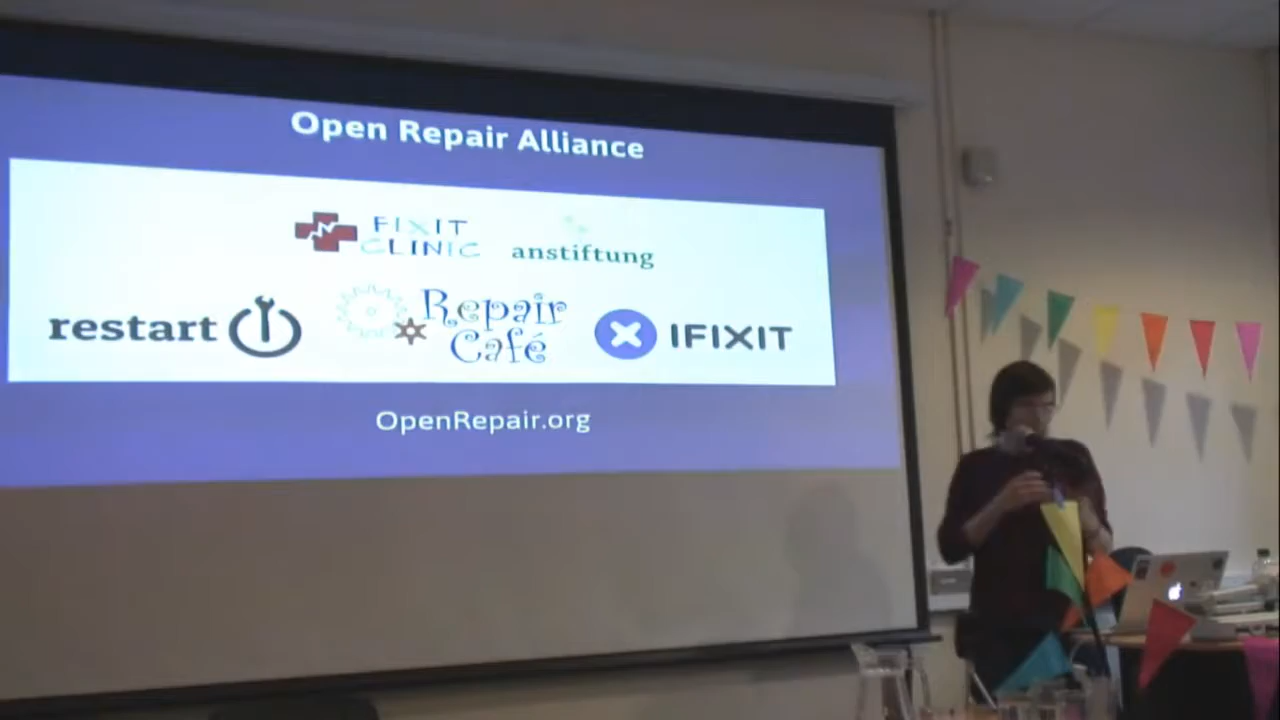 Open Repair Alliance
FIXIT
CLINIC
anstiftung
restart
Repair
Café
IFIXIT
OpenRepair.org